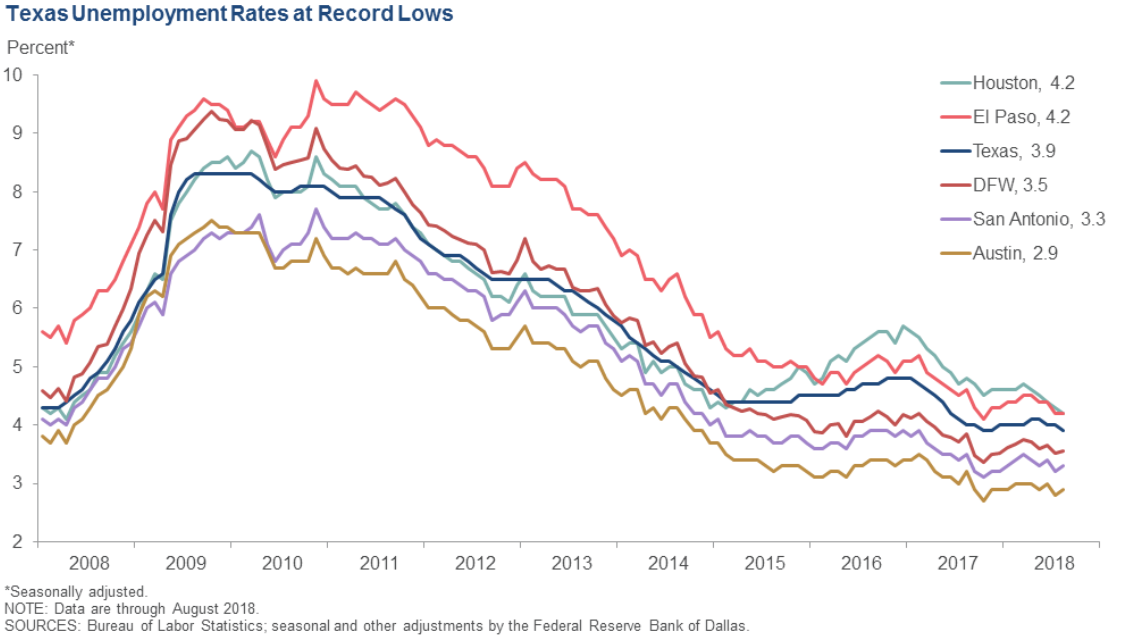 Texas Unemployment Rates at Record Lows
Percent*
10
9
8
7
6
5
4
3
2
Houston, 4.2
El Paso, 4.2
Texas, 3.9
DFW, 3.5
San Antonio, 3.3
Austin, 2.9
2008 2009 2010 2011 2012 2013 2014 2015 2016 2017 2018
*Seasonally adjusted.
NOTE: Data are through August 2018.
SOURCES: Bureau of Labor Statistics; seasonal and other adjustments by the Federal Reserve Bank of Dallas.